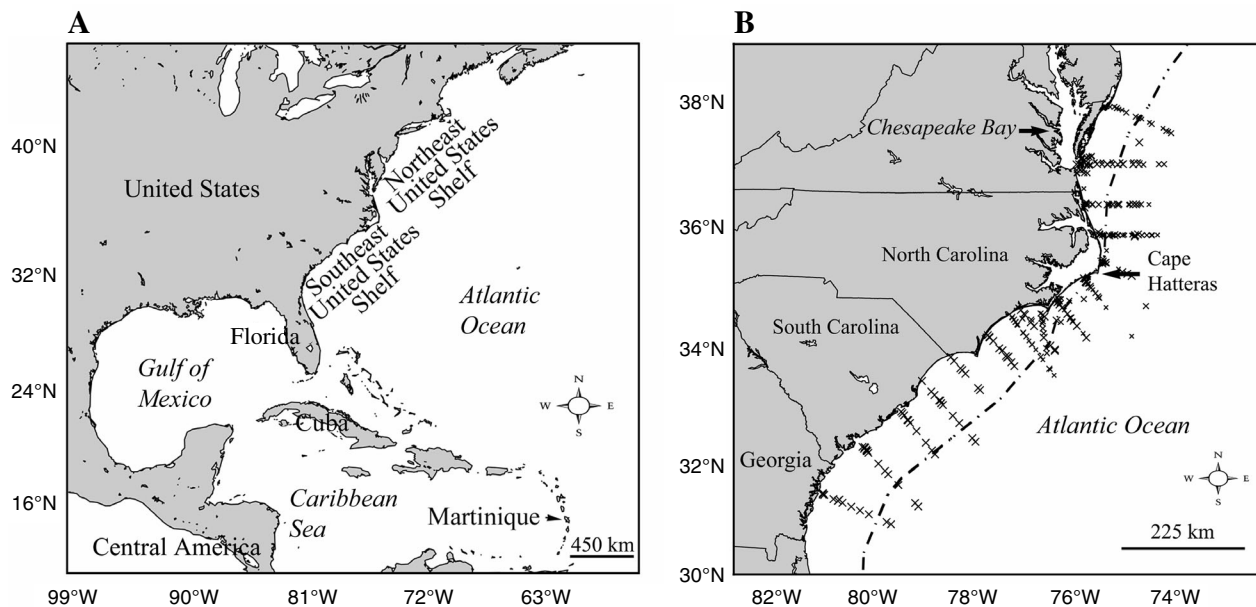 A
40°N
32°N
24°N
16°N
99°W
90°W
81°W
72°W
63°W
United States
Northeast
United States
Shelf
Southeast
United States
Shelf
Atlantic
Ocean
Florida
Gulf of
Mexico
Cuba
Caribbean
Sea
Martinique
Central America
N
W
E
S
450 km
B
38°N
36°N
34°N
32°N
30°N
82°W
80°W
78°W
76°W
74°W
Chesapeake Bay
North Carolina
Cape
Hatteras
South Carolina
Atlantic Ocean
Georgia
N
W
E
S
225 km